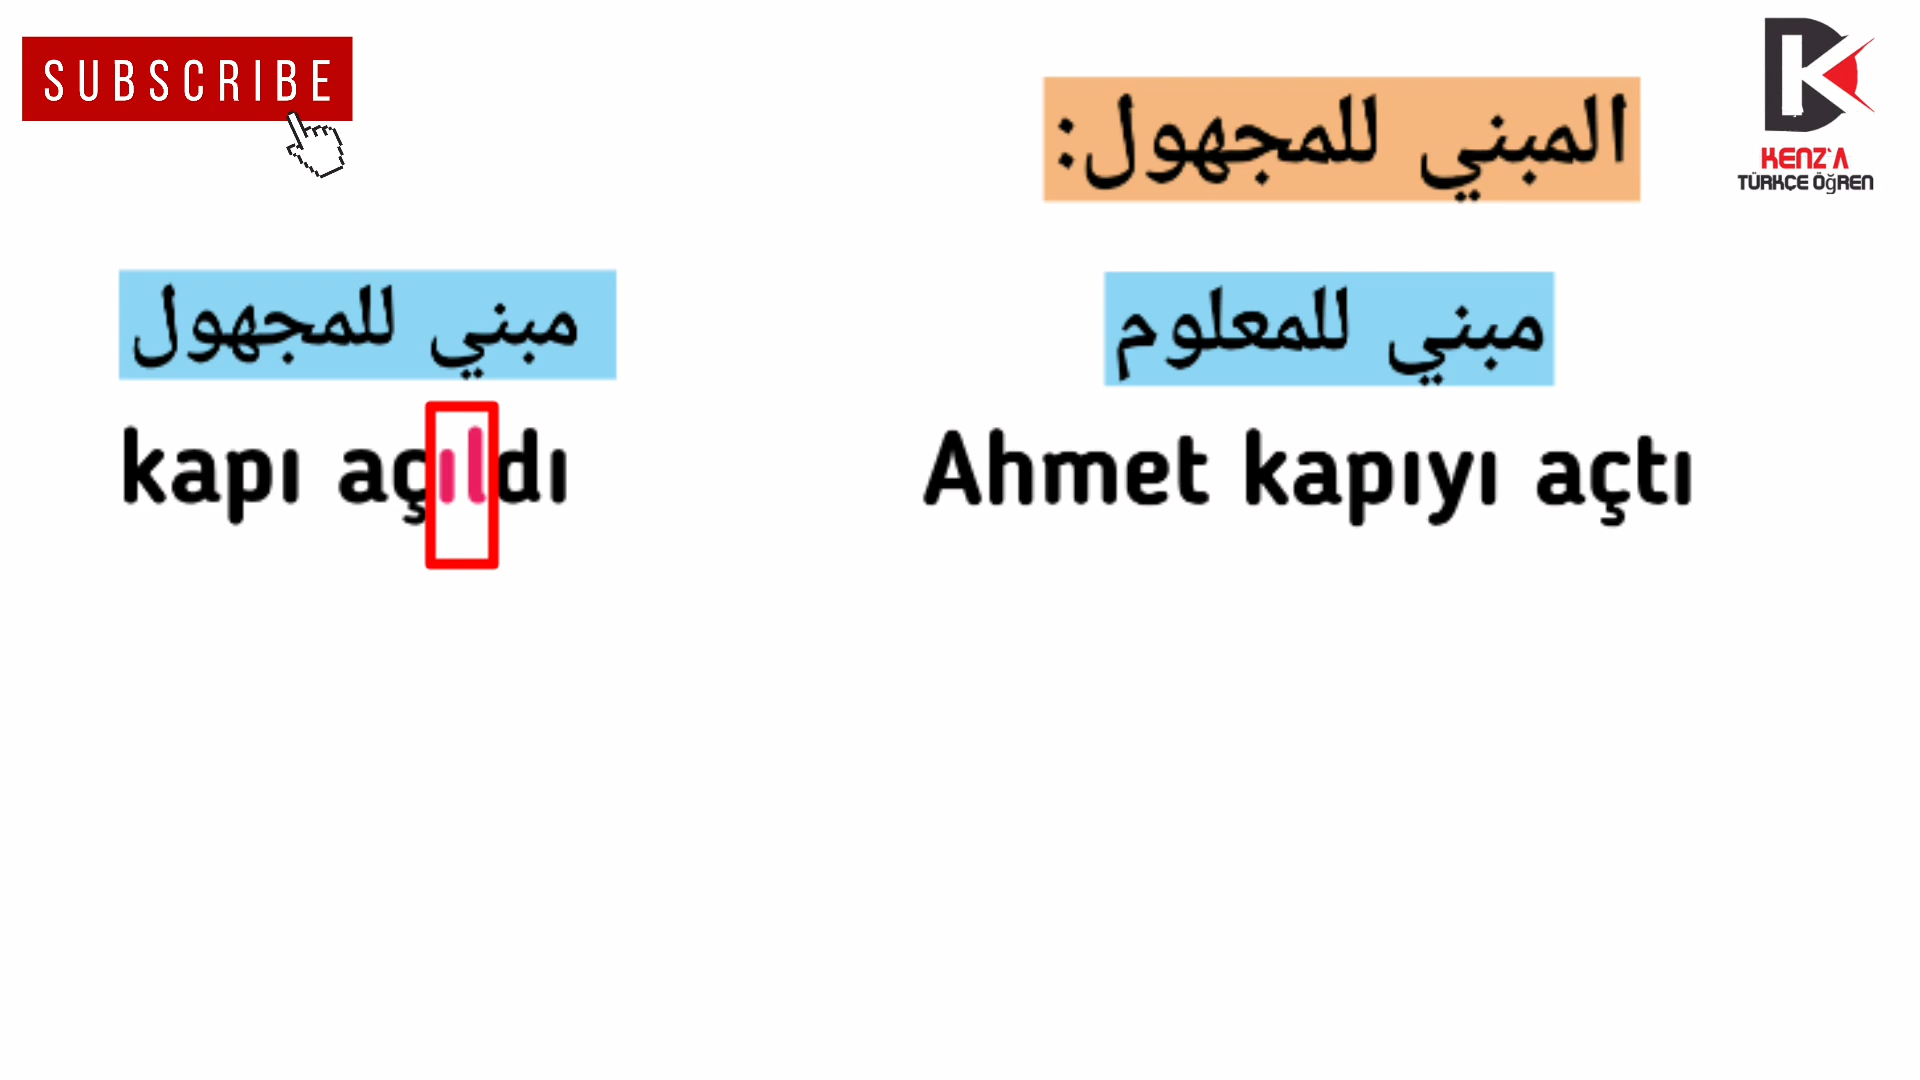 SUBSCRIBE
KENZ'A
TÜRKÇE ÖğREN
المبني للمجهول:
مبني للمعلوم
مبني للمجهول
Ahmet kapıyı açtı
kapı açıldı